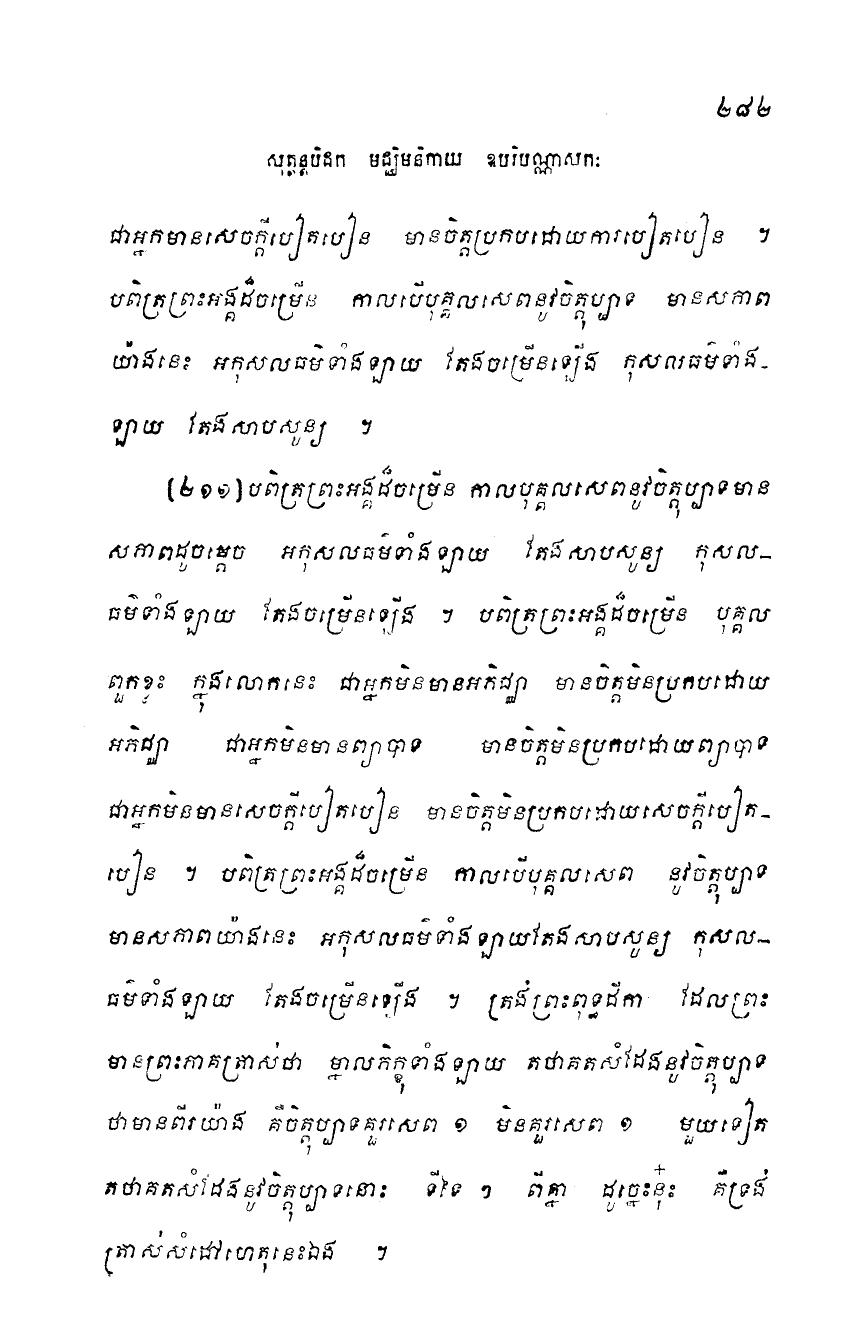 ២៨២
សុត្តន្តបិដក មជ្ឈិមនិកាយ ឧបរិបណ្ណាសកៈ
ជាអ្នកមានសេចក្តីបៀតបៀន មានចិត្តប្រកបដោយការបៀតបៀន ។
បពិត្រព្រះអង្គដ៏ចម្រើន កាលបើបុគ្គលសេពនូវចិត្តុប្បាទ មានសភាព
យ៉ាងនេះ អកុសលធម៌ទាំងឡាយ តែងចម្រើនឡើង កុសលធម៌ទាំង-
ឡាយ តែងសាបសូន្យ ។
(២១១) បពិត្រព្រះអង្គដ៏ចម្រើន កាលបុគ្គលសេពនូវចិត្តុប្បាទមាន
សភាពដូចម្តេច អកុសលធម៌ទាំងឡាយ តែងសាបសូន្យ កុសល-
ធម៌ទាំងឡាយ តែងចម្រើនឡើង ។ បពិត្រព្រះអង្គដ៏ចម្រើន បុគ្គល
ពួកខ្លះ ក្នុងលោកនេះ ជាអ្នកមិនមានអភិជ្ឈា មានចិត្តមិនប្រកបដោយ
អភិជ្ឈា ជាអ្នកមិនមានព្យាបាទ មានចិត្តមិនប្រកបដោយព្យាបាទ
ជាអ្នកមិនមានសេចក្តីបៀតបៀន មានចិត្តមិនប្រកបដោយសេចក្តីបៀត-
បៀន ។ បពិត្រព្រះអង្គដ៏ចម្រើន កាលបើបុគ្គលសេព នូវចិត្តុប្បាទ
មានសភាពយ៉ាងនេះ អកុសលធម៌ទាំងឡាយតែងសាបសូន្យ កុសល-
ធម៌ទាំងឡាយ តែងចម្រើនឡើង ។ ត្រង់ព្រះពុទ្ធដីកា ដែលព្រះ
មានព្រះភាគត្រាស់ថា ម្នាលភិក្ខុទាំងឡាយ តថាគតសំដែងនូវចិត្តុប្បាទ
ថាមានពីរយ៉ាង គឺចិត្តុប្បាទគួរសេព ១ មិនគួរសេព ១ មួយទៀត
តថាគតសំដែងនូវចិត្តុប្បាទនោះ ទីទៃ ៗ ពីគ្នា ដូច្នេះនុ៎ះ គឺទ្រង់
ត្រាស់សំដៅហេតុនេះឯង ។